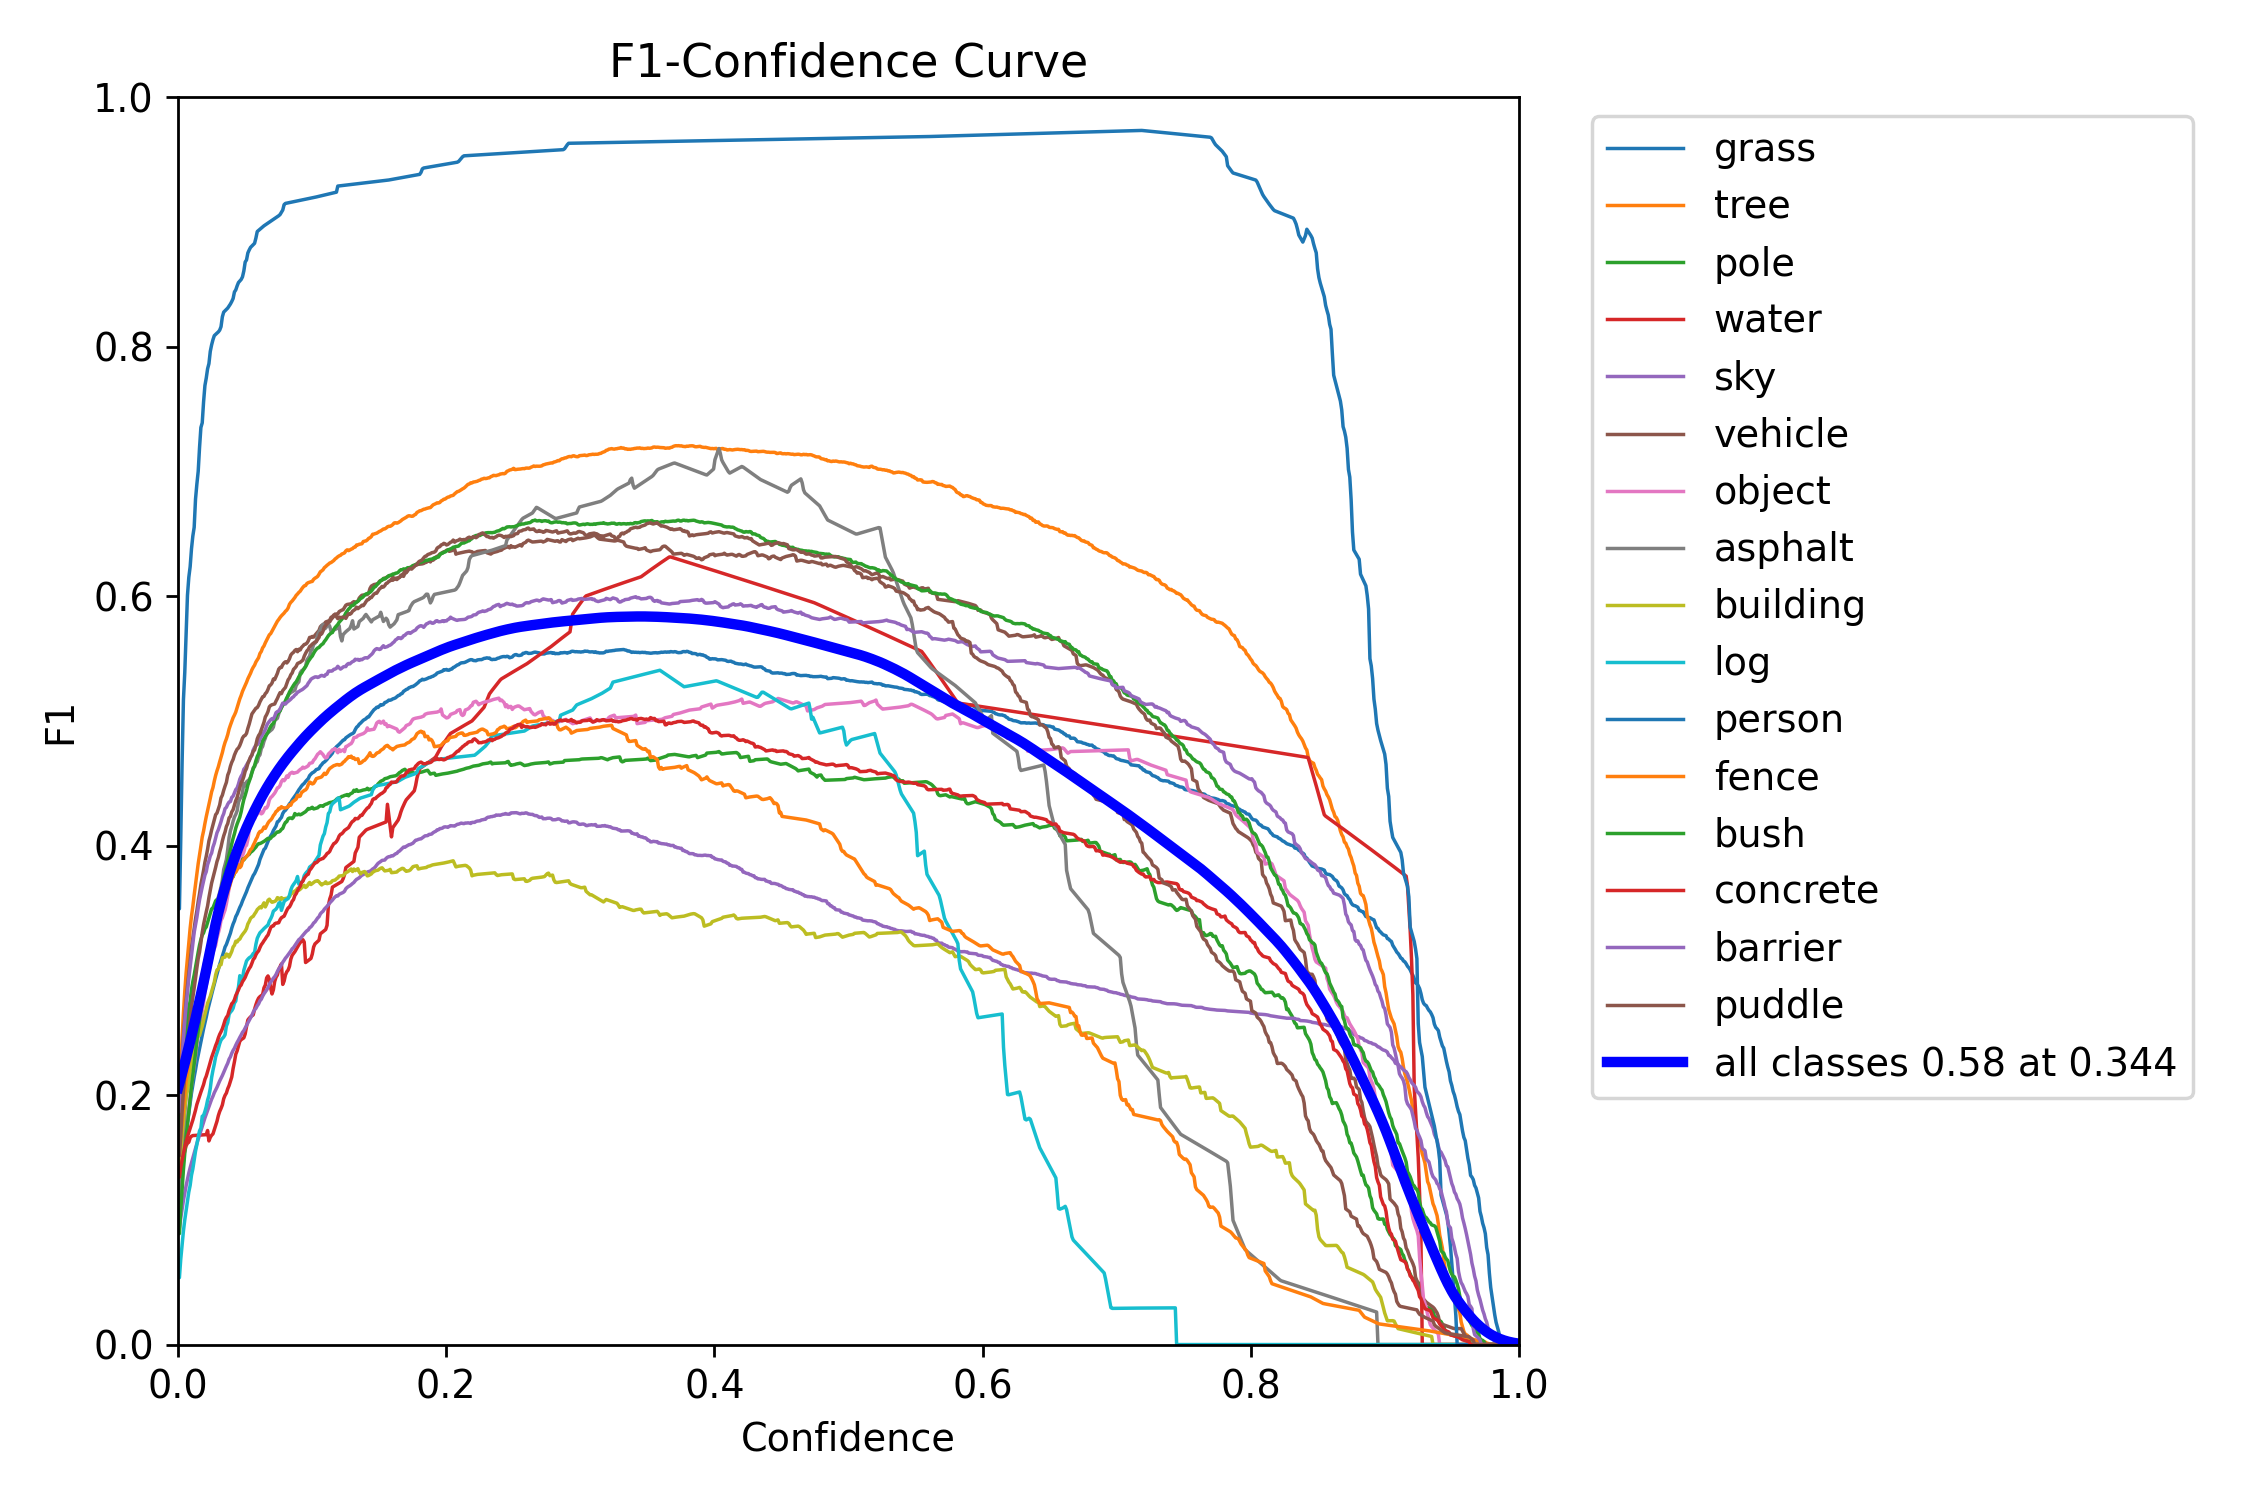 F1-Confidence Curve
1.0
0.8
0.6
0.4
0.2
0.0
F1
0.0 0.2 0.4 0.6 0.8 1.0
Confidence
grass
tree
pole
water
sky
vehicle
object
asphalt
building
log
person
fence
bush
concrete
barrier
puddle
all classes 0.58 at 0.344